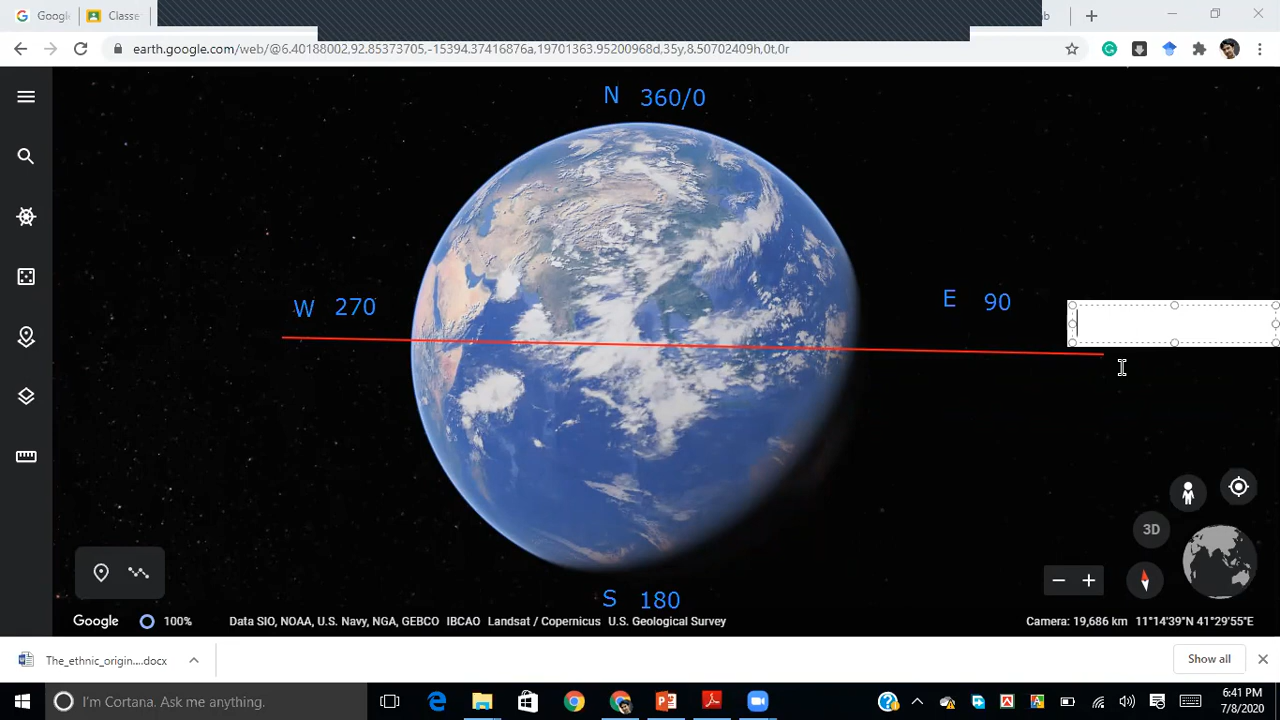 Google
Classe
earth.google.com/web/@6.40188002,92.85373705,-15394.37416876a,19701363.95200968d,35y,8.50702409h,0t,0r
N 360/0
W 270
E 90
S 180
3D
Google 100% Data SIO, NOAA, U.S. Navy, NGA, GEBCO IBCAO Landsat / Copernicus U.S. Geological Survey Camera: 19,686 km 11°14'39"N 41°29'55"E
The_ethnic_origin....docx
Show all
I'm Cortana. Ask me anything.
6:41 PM
7/8/2020